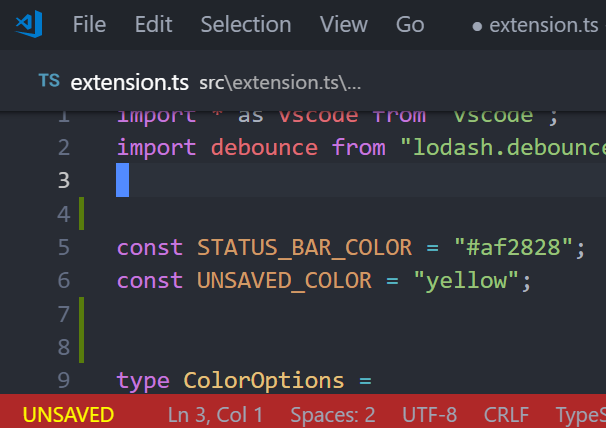 File Edit Selection View Go ● extension.ts
TS extension.ts src\extension.ts\...
1 import * as vscode from "vscode";
2 import debounce from "lodash.debounce
3
4
5 const STATUS_BAR_COLOR = "#af2828";
6 const UNSAVED_COLOR = "yellow";
7
8
9 type ColorOptions =
UNSAVED Ln 3, Col 1 Spaces: 2 UTF-8 CRLF TypeS